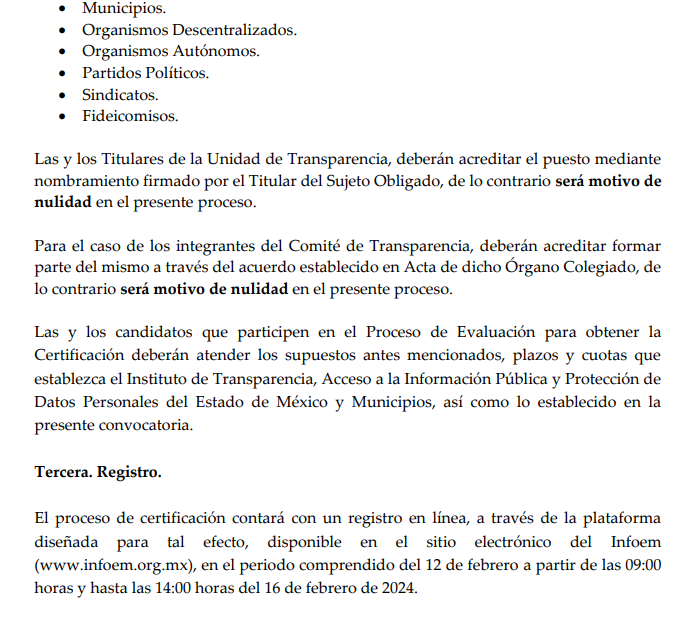 • Municipios.
• Organismos Descentralizados.
• Organismos Autónomos.
• Partidos Políticos.
• Sindicatos.
• Fideicomisos.
Las y los Titulares de la Unidad de Transparencia, deberán acreditar el puesto mediante
nombramiento firmado por el Titular del Sujeto Obligado, de lo contrario será motivo de
nulidad en el presente proceso.
Para el caso de los integrantes del Comité de Transparencia, deberán acreditar formar
parte del mismo a través del acuerdo establecido en Acta de dicho Órgano Colegiado, de
lo contrario será motivo de nulidad en el presente proceso.
Las y los candidatos que participen en el Proceso de Evaluación para obtener la
Certificación deberán atender los supuestos antes mencionados, plazos y cuotas que
establezca el Instituto de Transparencia, Acceso a la Información Pública y Protección de
Datos Personales del Estado de México y Municipios, así como lo establecido en la
presente convocatoria.
Tercera. Registro.
El proceso de certificación contará con un registro en línea, a través de la plataforma
diseñada para tal efecto, disponible en el sitio electrónico del Infoem
(www.infoem.org.mx), en el periodo comprendido del 12 de febrero a partir de las 09:00
horas y hasta las 14:00 horas del 16 de febrero de 2024.